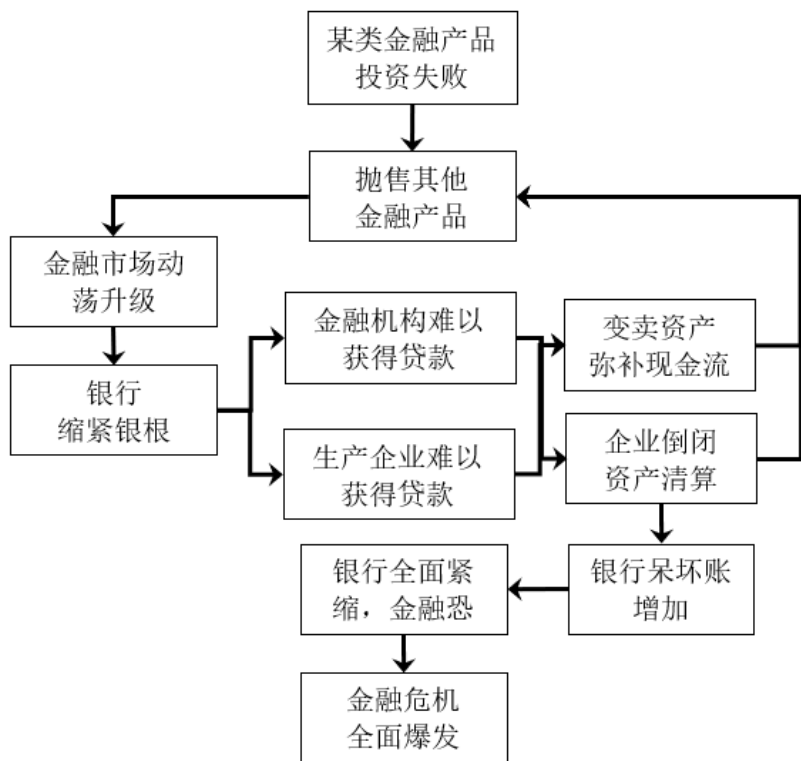 某类金融产品
投资失败
抛售其他
金融产品
金融市场动
荡升级
银行
缩紧银根
金融机构难以
获得贷款
生产企业难以
获得贷款
变卖资产
弥补现金流
企业倒闭
资产清算
银行呆坏账
增加
银行全面紧
缩，金融恐
金融危机
全面爆发